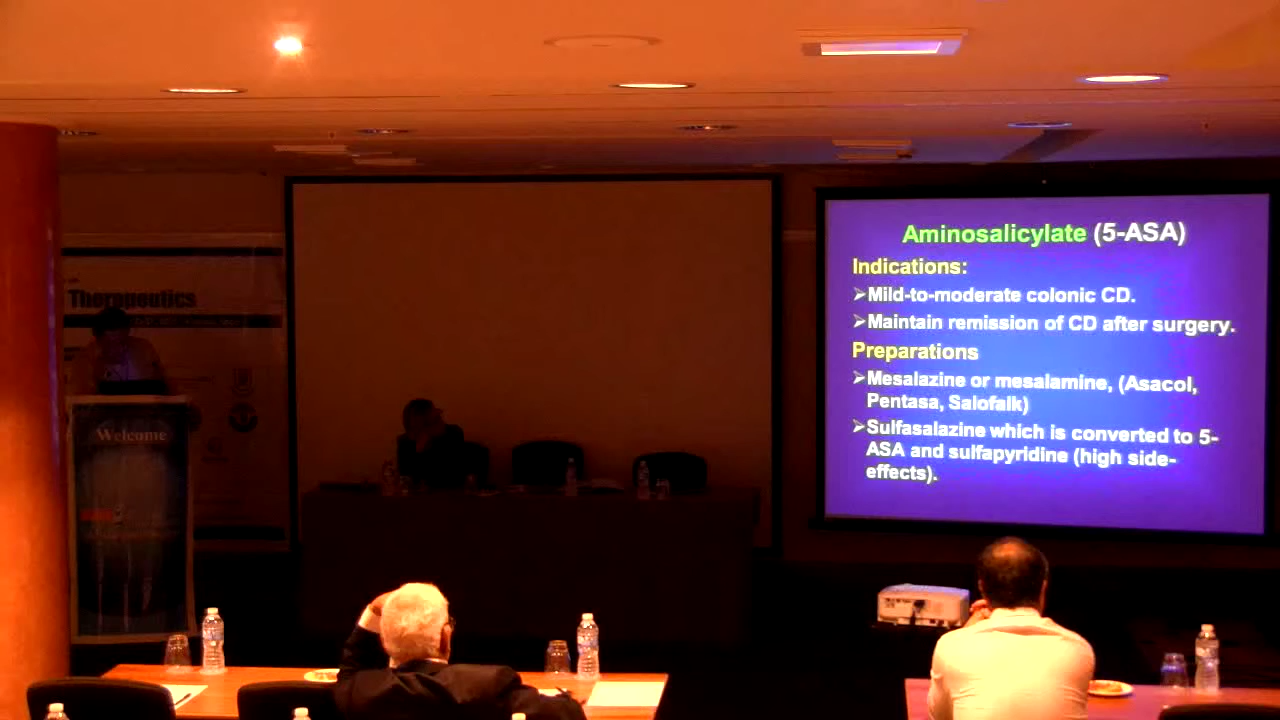 Therapeutics
Welcome
Aminosalicylate (5-ASA)
Indications:
➢Mild-to-moderate colonic CD.
➢Maintain remission of CD after surgery.
Preparations
➢Mesalazine or mesalamine, (Asacol,
Pentasa, Salofalk)
➢Sulfasalazine which is converted to 5-
ASA and sulfapyridine (high side-
effects).